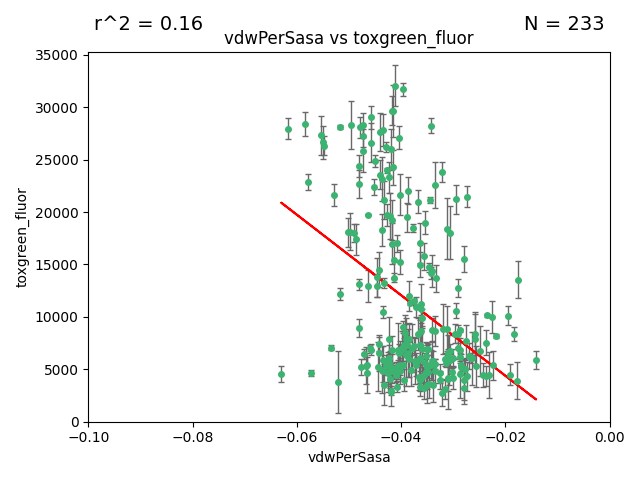 r^2 = 0.16
N = 233
vdwPerSasa vs toxgreen_fluor
35000
30000
25000
20000
15000
10000
5000
0
toxgreen_fluor
−0.10
−0.08
−0.06
−0.04
−0.02
0.00
vdwPerSasa